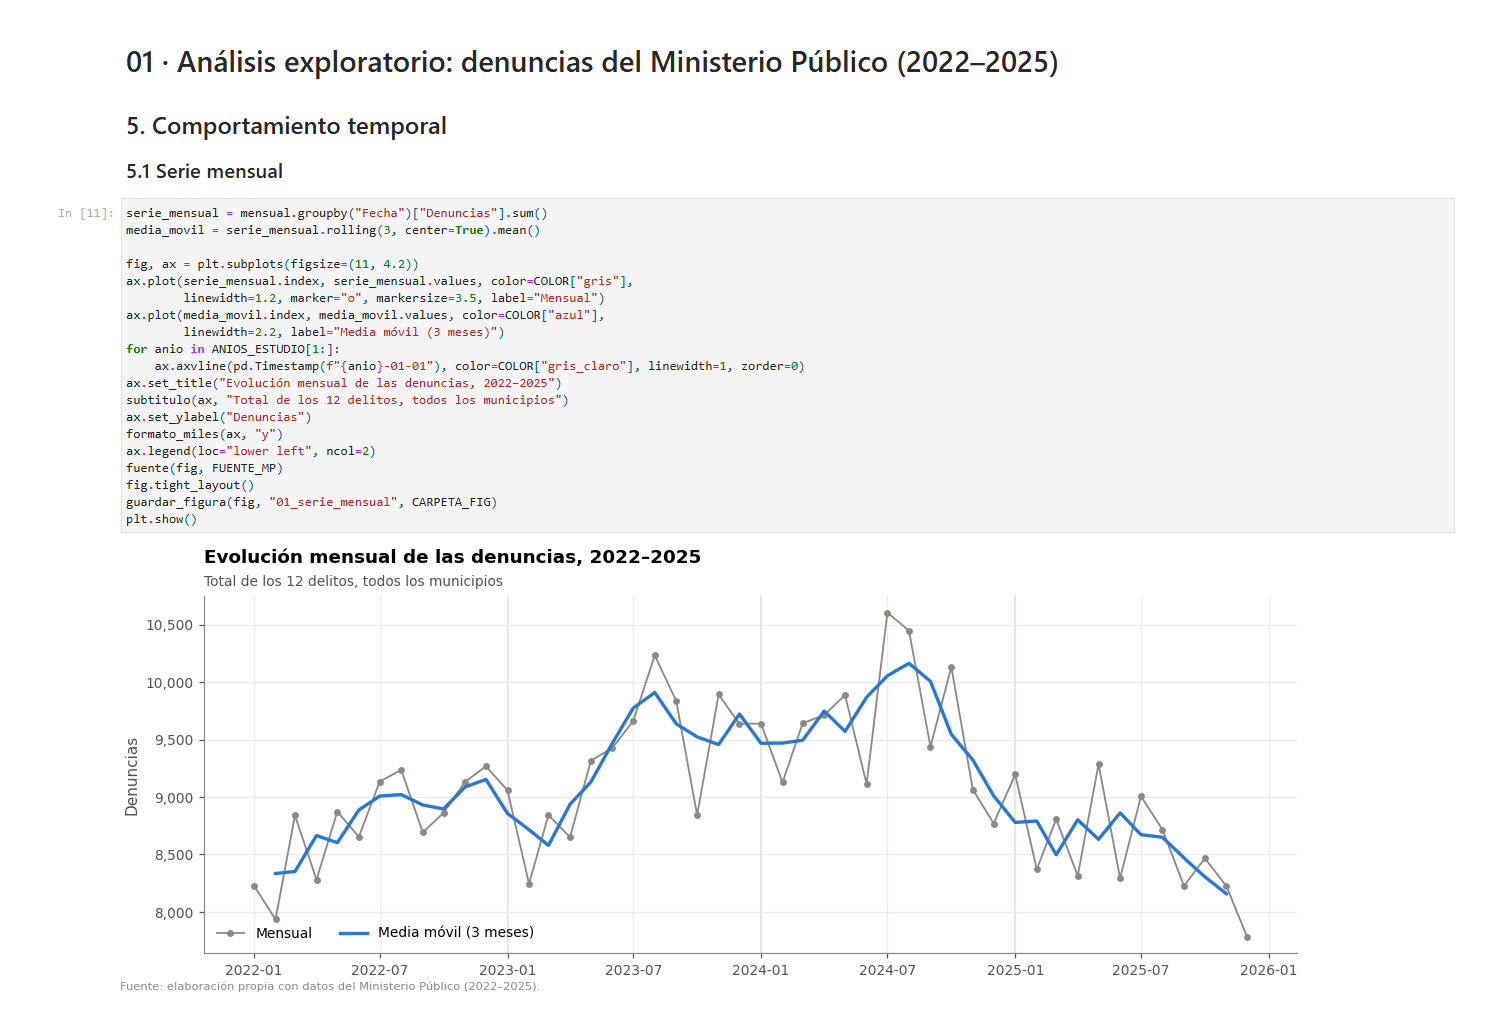 01 · Análisis exploratorio: denuncias del Ministerio Público (2022–2025)
5. Comportamiento temporal
5.1 Serie mensual
In [11]:
serie_mensual = mensual.groupby("Fecha")["Denuncias"].sum()
media_movil = serie_mensual.rolling(3, center=True).mean()
fig, ax = plt.subplots(figsize=(11, 4.2))
ax.plot(serie_mensual.index, serie_mensual.values, color=COLOR["gris"],
        linewidth=1.2, marker="o", markersize=3.5, label="Mensual")
ax.plot(media_movil.index, media_movil.values, color=COLOR["azul"],
        linewidth=2.2, label="Media móvil (3 meses)")
for anio in ANIOS_ESTUDIO[1:]:
    ax.axvline(pd.Timestamp(f"{anio}-01-01"), color=COLOR["gris_claro"], linewidth=1, zorder=0)
ax.set_title("Evolución mensual de las denuncias, 2022–2025")
subtitulo(ax, "Total de los 12 delitos, todos los municipios")
ax.set_ylabel("Denuncias")
formato_miles(ax, "y")
ax.legend(loc="lower left", ncol=2)
fuente(fig, FUENTE_MP)
fig.tight_layout()
guardar_figura(fig, "01_serie_mensual", CARPETA_FIG)
plt.show()
Evolución mensual de las denuncias, 2022–2025
Total de los 12 delitos, todos los municipios
Denuncias
10,500
10,000
9,500
9,000
8,500
8,000
Mensual
Media móvil (3 meses)
2022-01
2022-07
2023-01
2023-07
2024-01
2024-07
2025-01
2025-07
2026-01
Fuente: elaboración propia con datos del Ministerio Público (2022–2025).